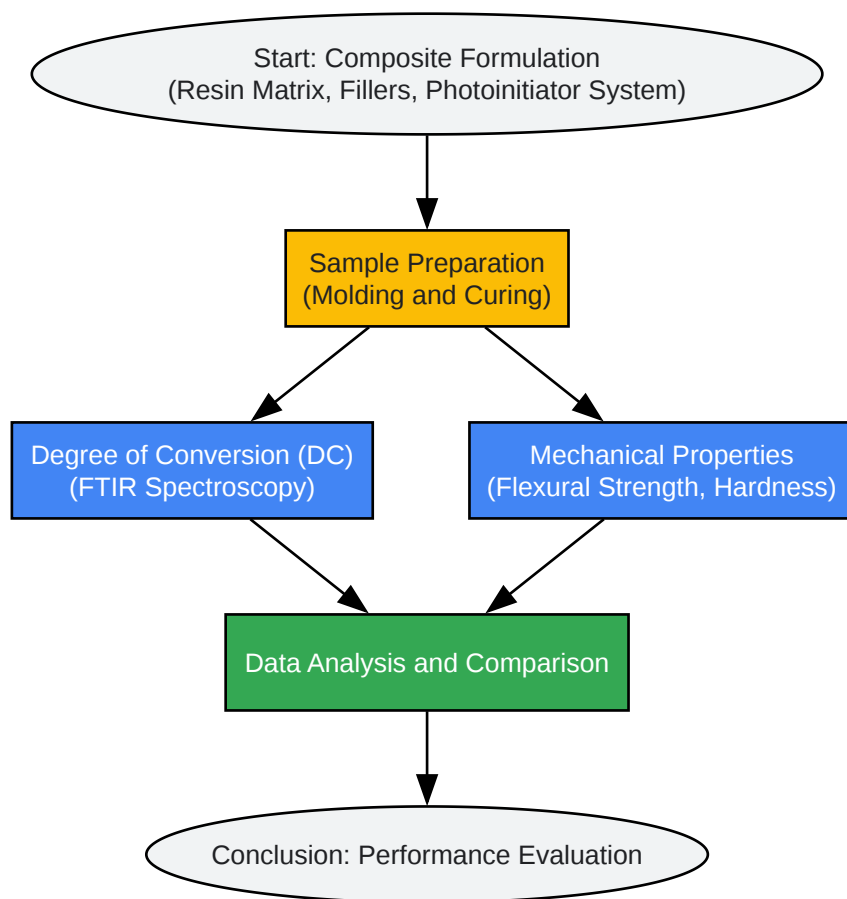 Start: Composite Formulation
(Resin Matrix, Fillers, Photoinitiator System)
Sample Preparation
(Molding and Curing)
Degree of Conversion (DC)
(FTIR Spectroscopy)
Mechanical Properties
(Flexural Strength, Hardness)
Data Analysis and Comparison
Conclusion: Performance Evaluation